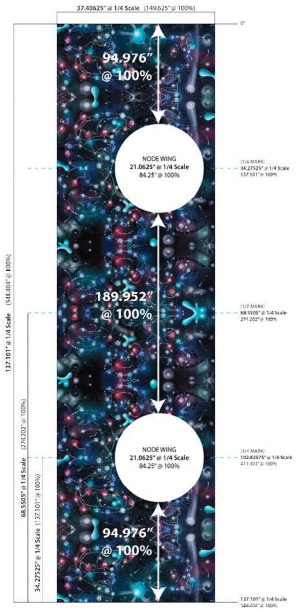 37.40625" @ 1/4 Scale (149.625" @ 100%)
0"
94.976"
@ 100%
NODE WING
21.0625" @ 1/4 Scale
84.25" @ 100%
(1/4 MARK)
34.27525" @ 1/4 Scale
137.101" @ 100%
189.952"
@ 100%
(1/2 MARK)
68.5505" @ 1/4 Scale
274.202" @ 100%
NODE WING
21.0625" @ 1/4 Scale
84.25" @ 100%
(3/4 MARK)
102.82575" @ 1/4 Scale
411.303" @ 100%
94.976"
@ 100%
137.101" @ 1/4 Scale
548.404" @ 100%
137.101" @ 1/4 Scale (548.404" @ 100%)
68.5505" @ 1/4 Scale (274.202" @ 100%)
34.27525" @ 1/4 Scale (137.101" @ 100%)